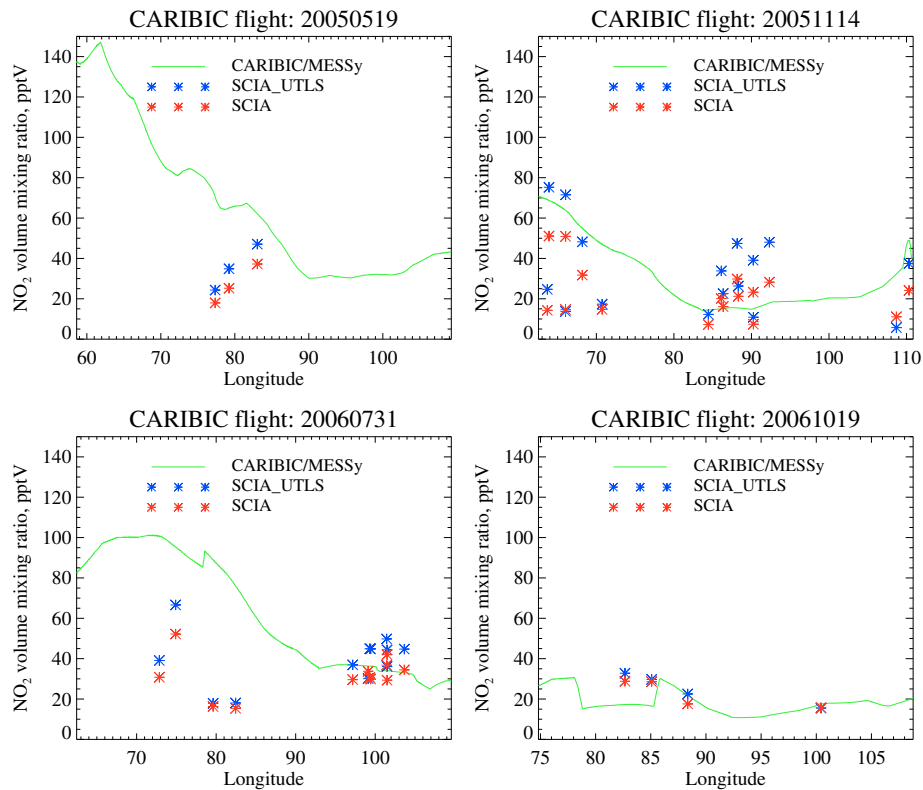 CARIBIC flight: 20050519
NO₂ volume mixing ratio, pptV
140
120
100
80
60
40
20
0
CARIBIC/MESSy
SCIA_UTLS
SCIA
60 70 80 90 100
Longitude
CARIBIC flight: 20051114
NO₂ volume mixing ratio, pptV
140
120
100
80
60
40
20
0
CARIBIC/MESSy
SCIA_UTLS
SCIA
70 80 90 100 110
Longitude
CARIBIC flight: 20060731
NO₂ volume mixing ratio, pptV
140
120
100
80
60
40
20
0
CARIBIC/MESSy
SCIA_UTLS
SCIA
70 80 90 100
Longitude
CARIBIC flight: 20061019
NO₂ volume mixing ratio, pptV
140
120
100
80
60
40
20
0
CARIBIC/MESSy
SCIA_UTLS
SCIA
75 80 85 90 95 100 105
Longitude